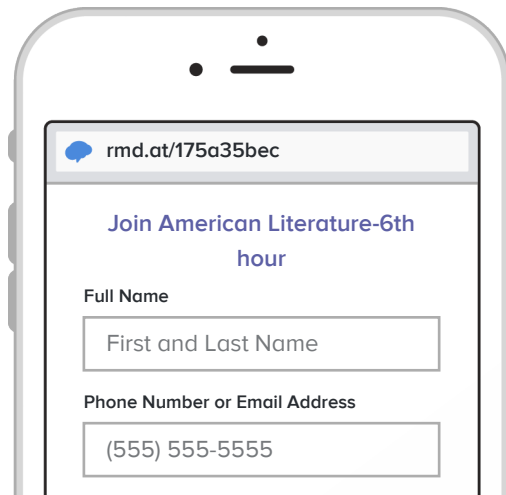 rmd.at/175a35bec
Join American Literature-6th
hour
Full Name
First and Last Name
Phone Number or Email Address
(555) 555-5555